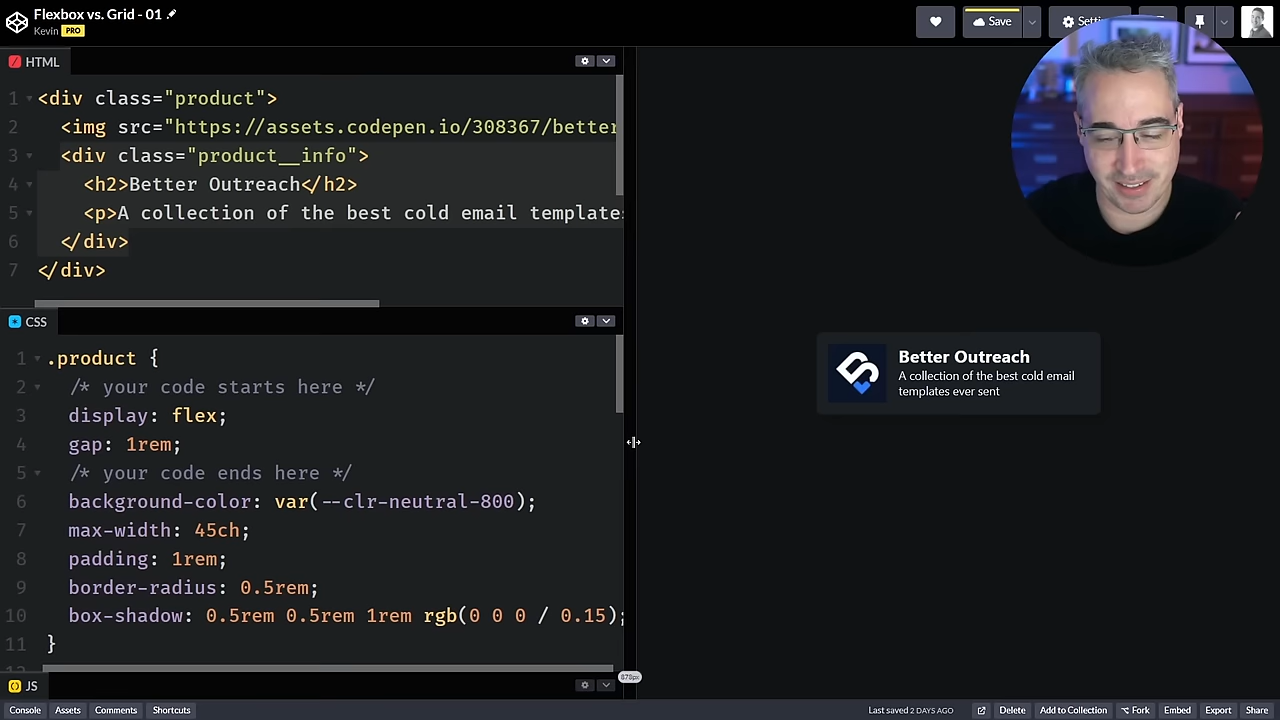 Flexbox vs. Grid - 01
Kevin PRO
Save
HTML
1 <div class="product">
2 <img src="https://assets.codepen.io/308367/better
3 <div class="product__info">
4 <h2>Better Outreach</h2>
5 <p>A collection of the best cold email templates
6 </div>
7 </div>
CSS
1 .product {
2 /* your code starts here */
3 display: flex;
4 gap: 1rem;
5 /* your code ends here */
6 background-color: var(--clr-neutral-800);
7 max-width: 45ch;
8 padding: 1rem;
9 border-radius: 0.5rem;
10 box-shadow: 0.5rem 0.5rem 1rem rgb(0 0 0 / 0.15);
11 }
JS
878px
Better Outreach
A collection of the best cold email
templates ever sent
Console Assets Comments Shortcuts Last saved 2 DAYS AGO Delete Add to Collection Fork Embed Export Share